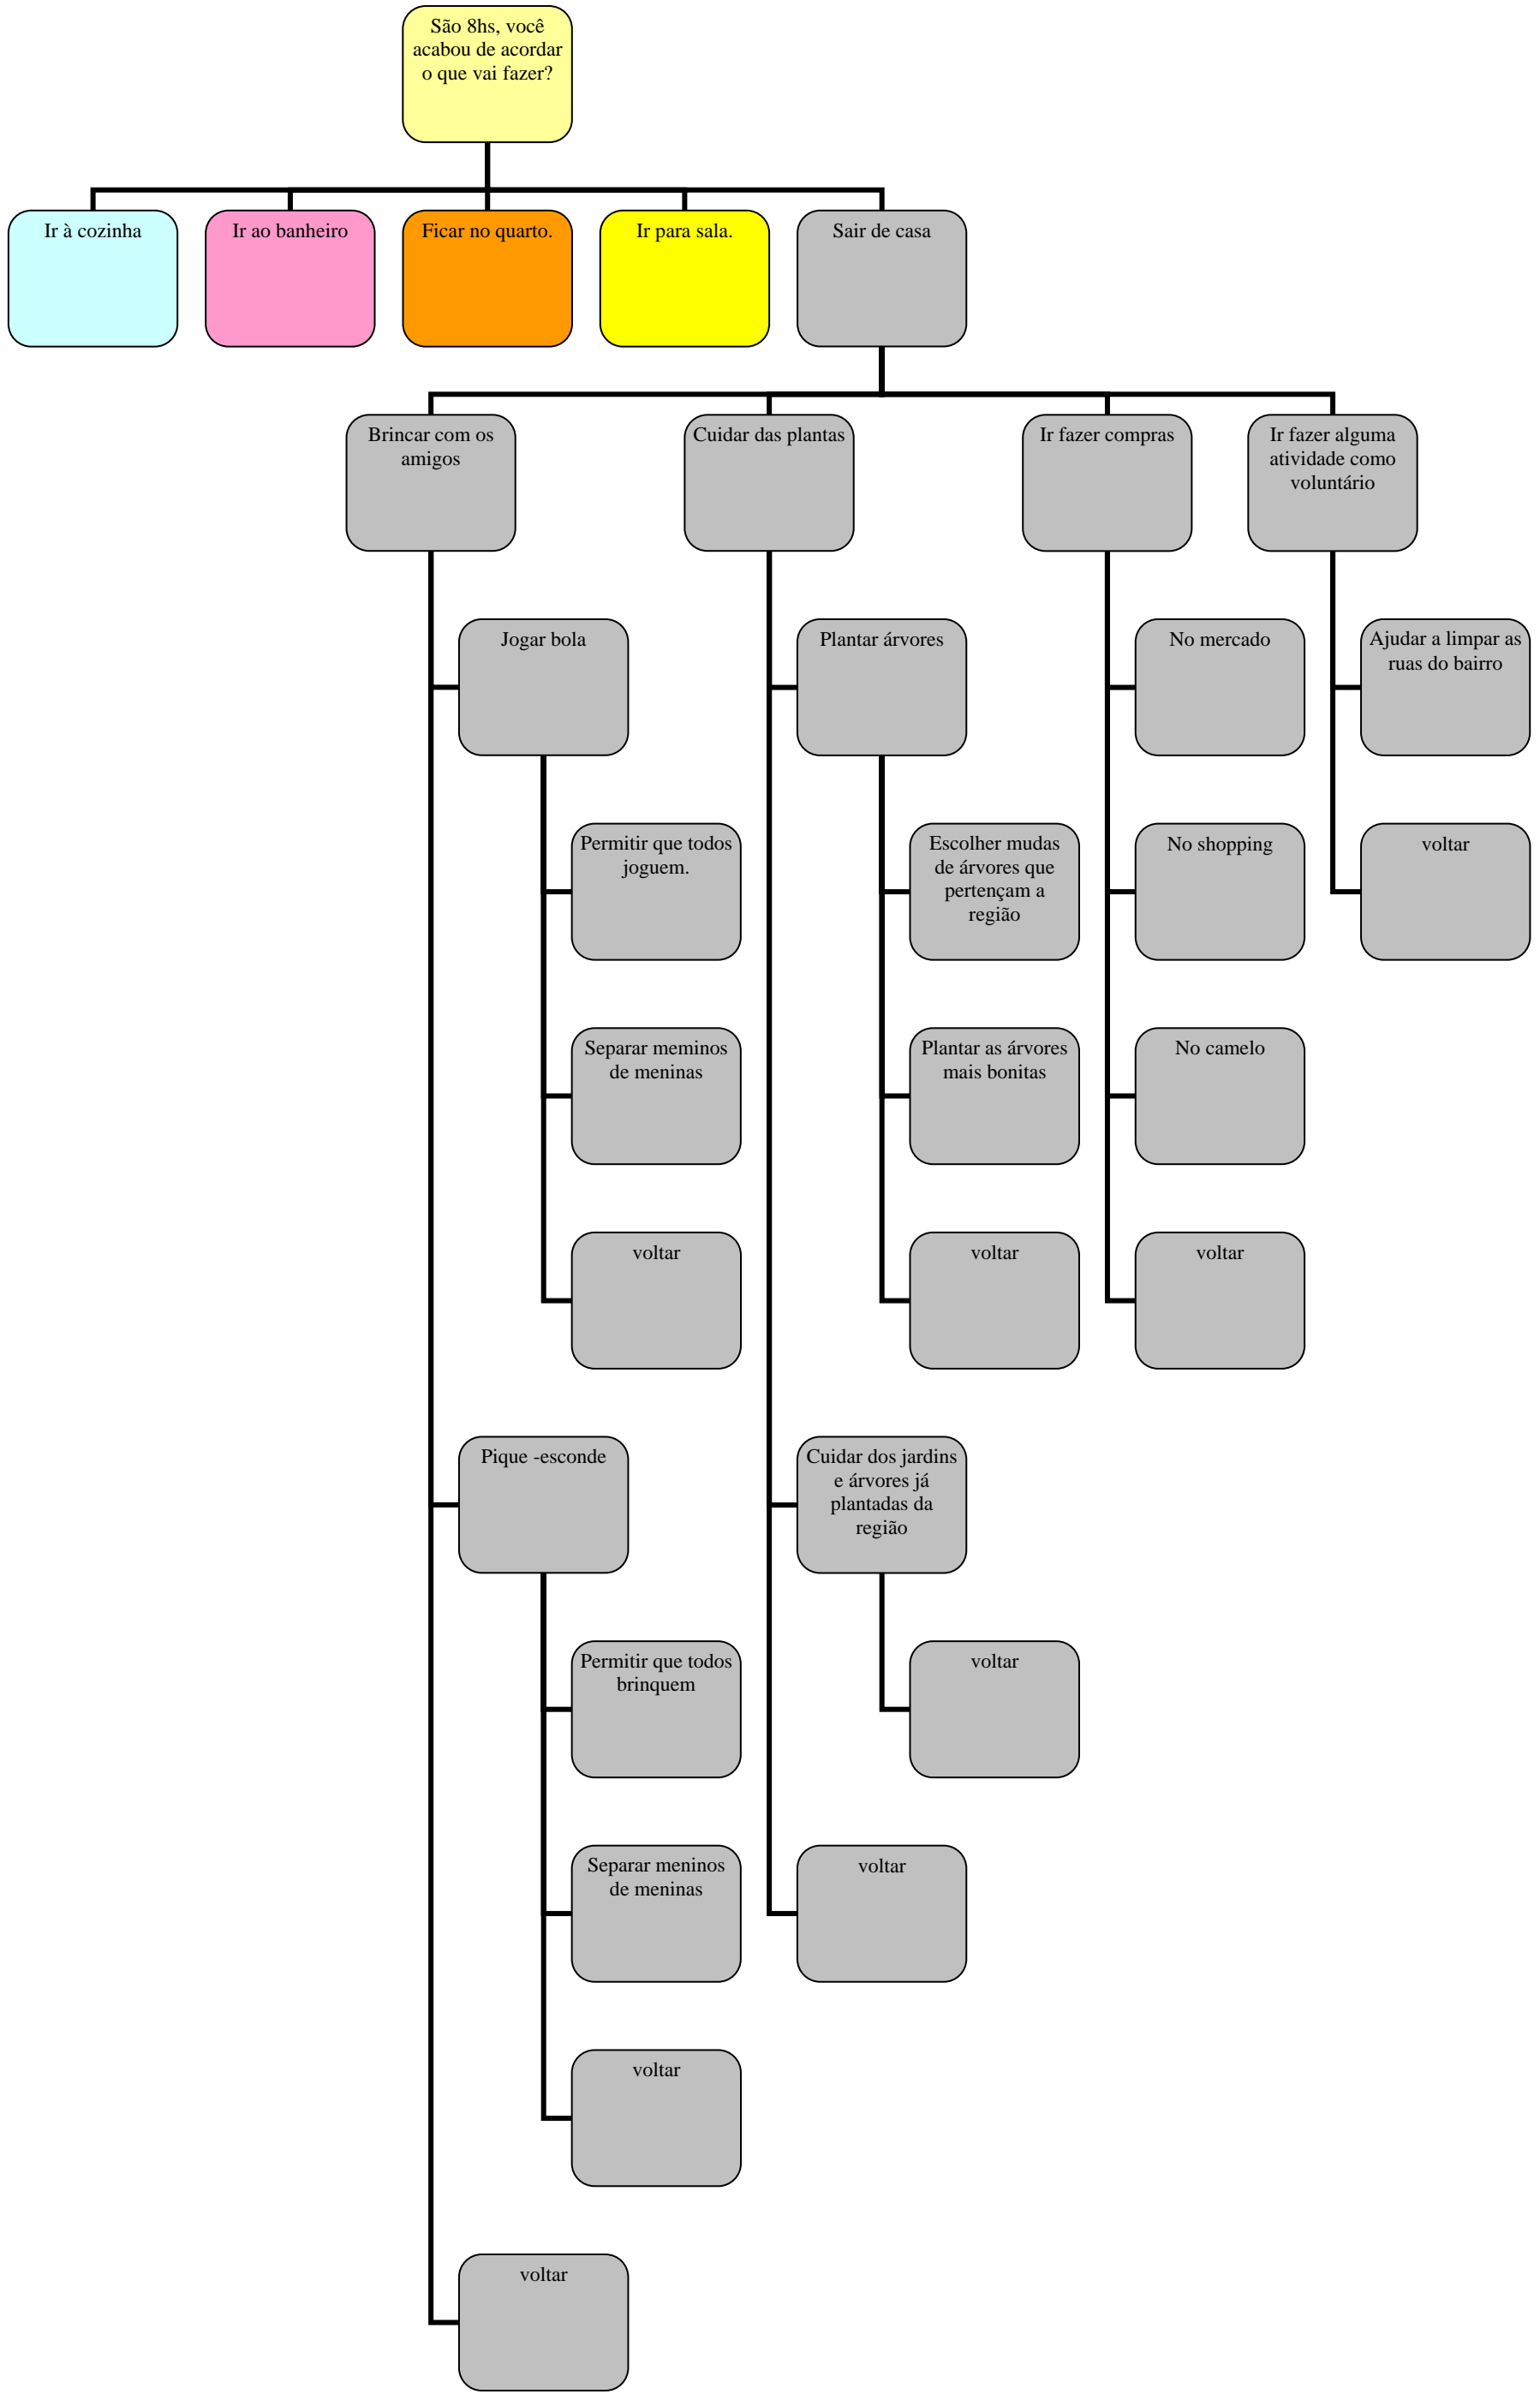 São 8hs, você
acabou de acordar
o que vai fazer?
Ir à cozinha
Ir ao banheiro
Ficar no quarto.
Ir para sala.
Sair de casa
Brincar com os
amigos
Cuidar das plantas
Ir fazer compras
Ir fazer alguma
atividade como
voluntário
Jogar bola
Plantar árvores
No mercado
Ajudar a limpar as
ruas do bairro
Permitir que todos
joguem.
Escolher mudas
de árvores que
pertençam a
região
No shopping
voltar
Separar meminos
de meninas
Plantar as árvores
mais bonitas
No camelo
voltar
voltar
voltar
Pique -esconde
Cuidar dos jardins
e árvores já
plantadas da
região
Permitir que todos
brinquem
voltar
Separar meninos
de meninas
voltar
voltar
voltar